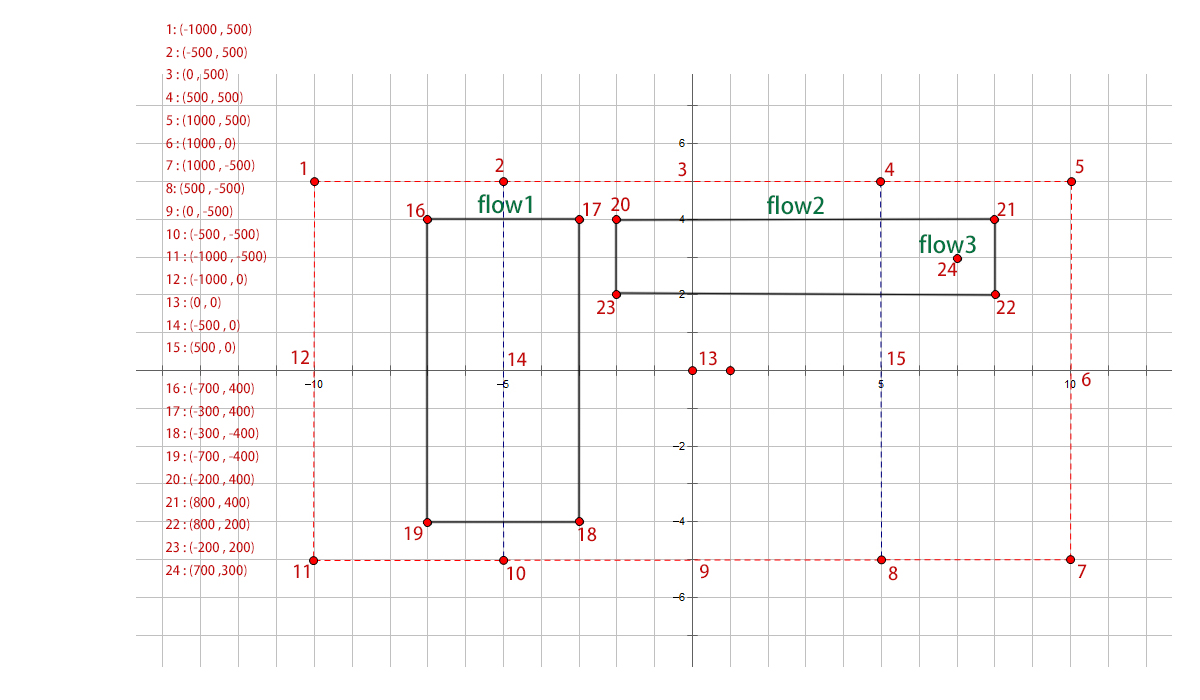 1: (-1000 , 500)
2 : (-500 , 500)
3 : (0 , 500)
4 : (500 , 500)
5 : (1000 , 500)
6 : (1000 , 0)
7 : (1000 , -500)
8: (500 , -500)
9 : (0 , -500)
10 : (-500 , -500)
11 : (-1000 , -500)
12 : (-1000 , 0)
13 : (0 , 0)
14 : (-500 , 0)
15 : (500 , 0)
16 : (-700 , 400)
17 : (-300 , 400)
18 : (-300 , -400)
19 : (-700 , -400)
20 : (-200 , 400)
21 : (800 , 400)
22 : (800 , 200)
23 : (-200 , 200)
24 : (700 ,300)
6
1
2
3
4
5
16
flow1
17
20
flow2
21
4
flow3
24
2
23
22
12
14
13
15
−10
−5
5
10
6
−2
−4
19
18
11
10
9
8
7
−6